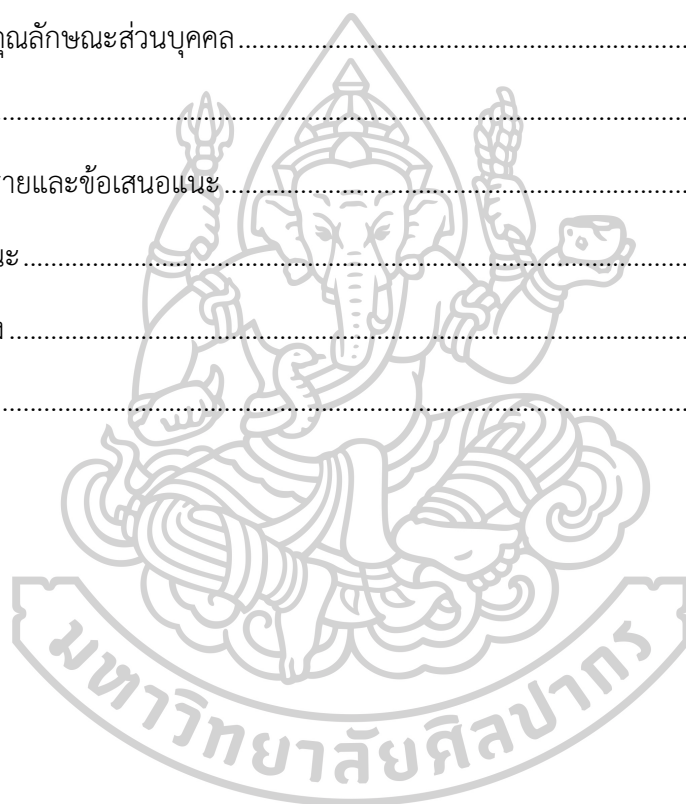 คุณลักษณะส่วนบุคคล................................................................................
................................................................................................................
รายและข้อเสนอแนะ..................................................................................
................................................................................................................
................................................................................................................
................................................................................................................
มหาวิทยาลัยศิลปากร